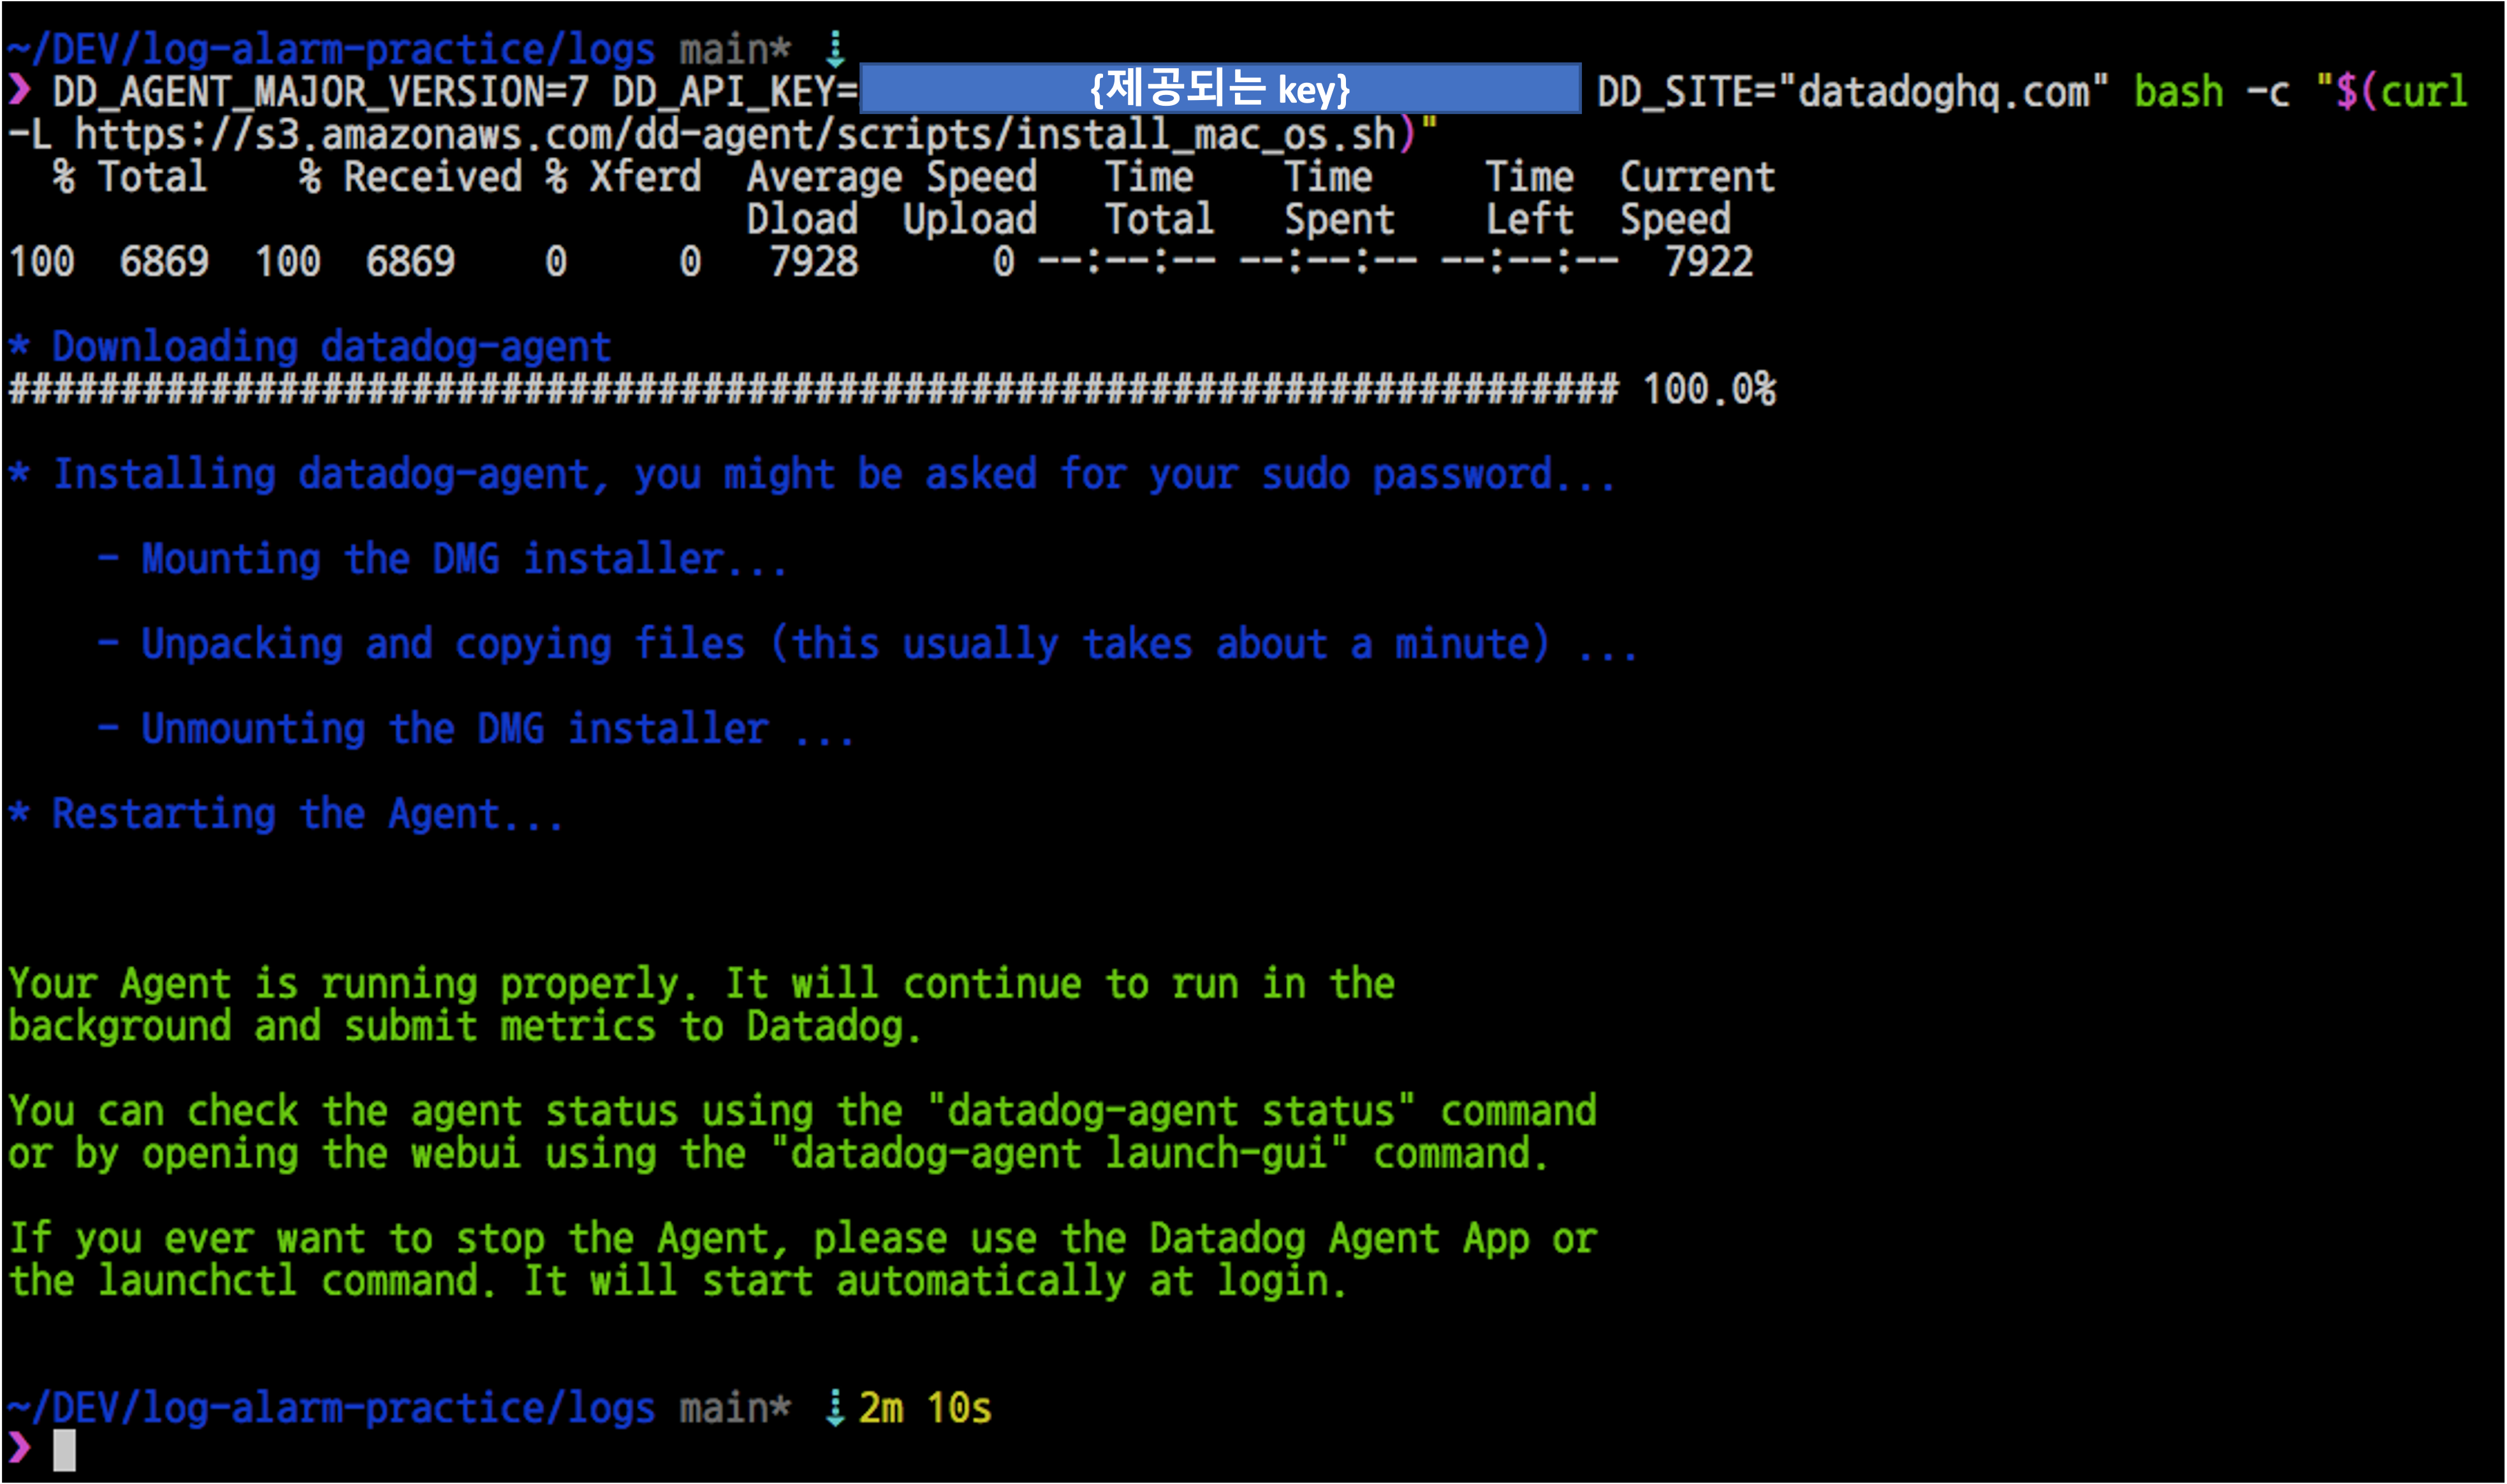 ~/DEV/log-alarm-practice/logs main* ⇣
❯ DD_AGENT_MAJOR_VERSION=7 DD_API_KEY={제공되는 key} DD_SITE="datadoghq.com" bash -c "$(curl
-L https://s3.amazonaws.com/dd-agent/scripts/install_mac_os.sh)"
% Total % Received % Xferd Average Speed Time Time Time Current
Dload Upload Total Spent Left Speed
100 6869 100 6869 0 0 7928 0 --:--:-- --:--:-- --:--:-- 7922
* Downloading datadog-agent
######################################################################## 100.0%
* Installing datadog-agent, you might be asked for your sudo password...
- Mounting the DMG installer...
- Unpacking and copying files (this usually takes about a minute) ...
- Unmounting the DMG installer ...
* Restarting the Agent...
Your Agent is running properly. It will continue to run in the
background and submit metrics to Datadog.
You can check the agent status using the "datadog-agent status" command
or by opening the webui using the "datadog-agent launch-gui" command.
If you ever want to stop the Agent, please use the Datadog Agent App or
the launchctl command. It will start automatically at login.
~/DEV/log-alarm-practice/logs main* ⇣ 2m 10s
❯